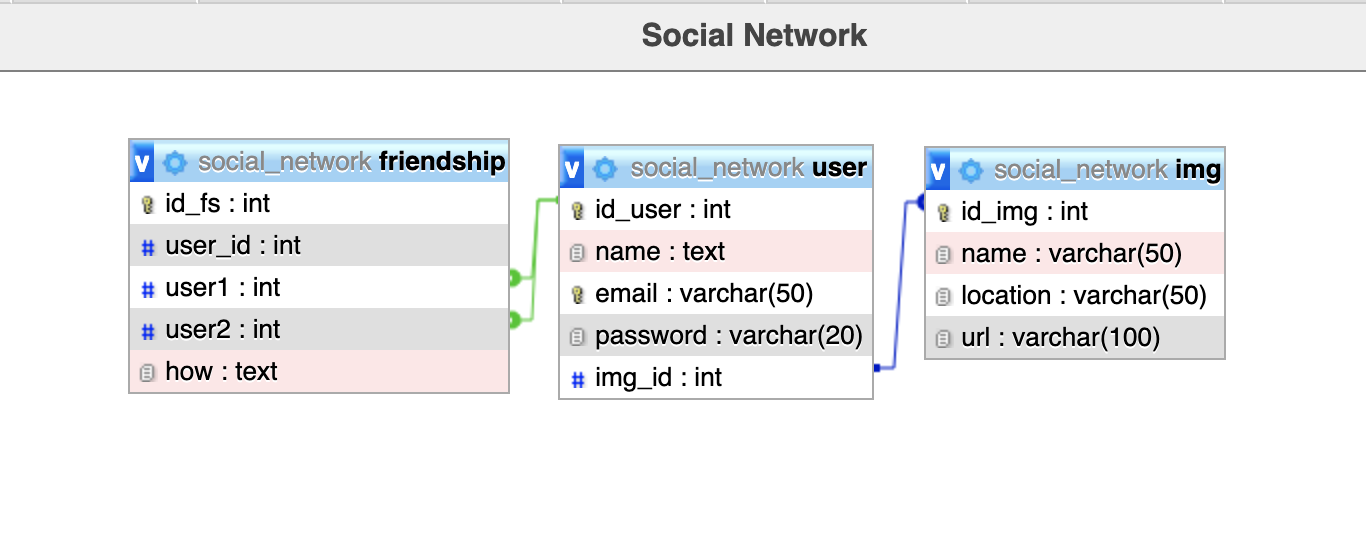 Social Network
v social_network friendship
id_fs : int
# user_id : int
# user1 : int
# user2 : int
how : text
v social_network user
id_user : int
name : text
email : varchar(50)
password : varchar(20)
# img_id : int
v social_network img
id_img : int
name : varchar(50)
location : varchar(50)
url : varchar(100)